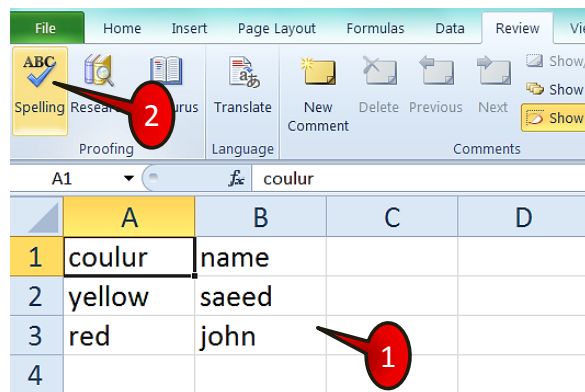 File Home Insert Page Layout Formulas Data Review
ABC Show/
Show
Spelling Translate New Delete Previous Next Show
Comment
Proofing Language Comments
A1 fx coulur
A B C D
1 coulur name
2 yellow saeed
3 red john
4
2
1